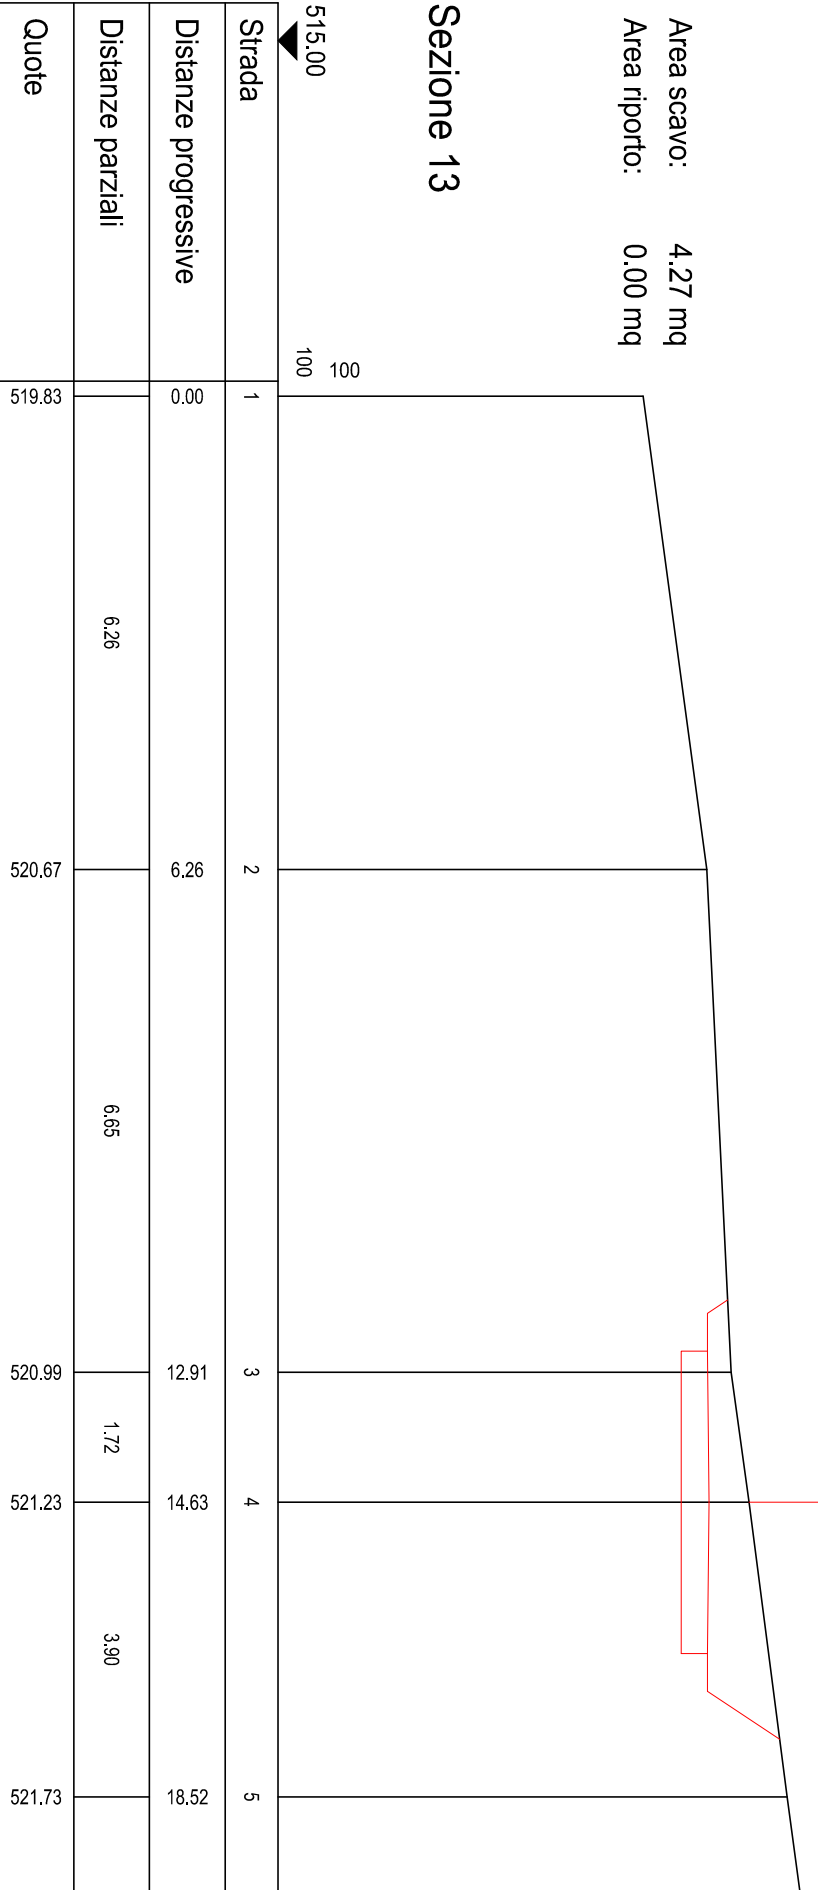 Area scavo: 4.27 mq
Area riporto: 0.00 mq
Sezione 13
515.00
100
100
Strada 1 2 3 4 5
Distanze progressive 0.00 6.26 12.91 14.63 18.52
Distanze parziali 6.26 6.65 1.72 3.90
Quote 519.83 520.67 520.99 521.23 521.73